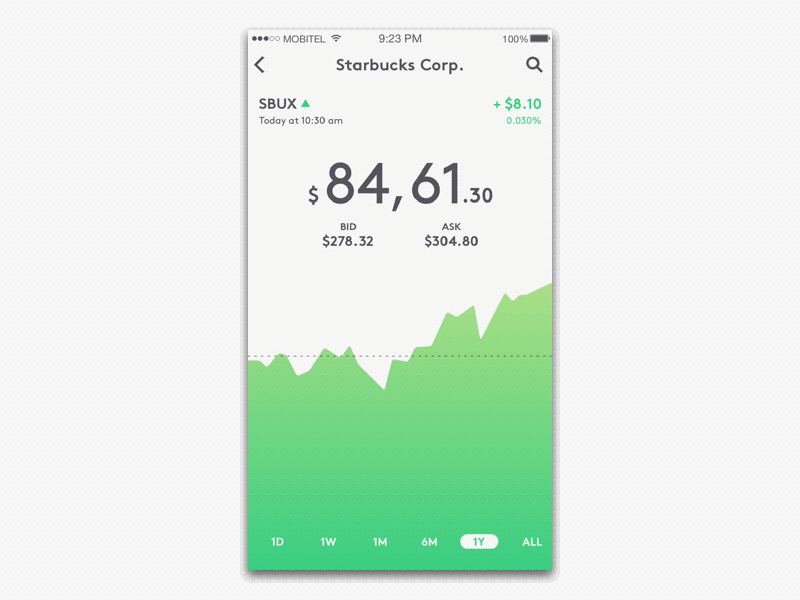 MOBITEL 9:23 PM 100%
Starbucks Corp.
SBUX + $8.10
Today at 10:30 am 0.030%
$ 84,61.30
BID ASK
$278.32 $304.80
1D 1W 1M 6M 1Y ALL